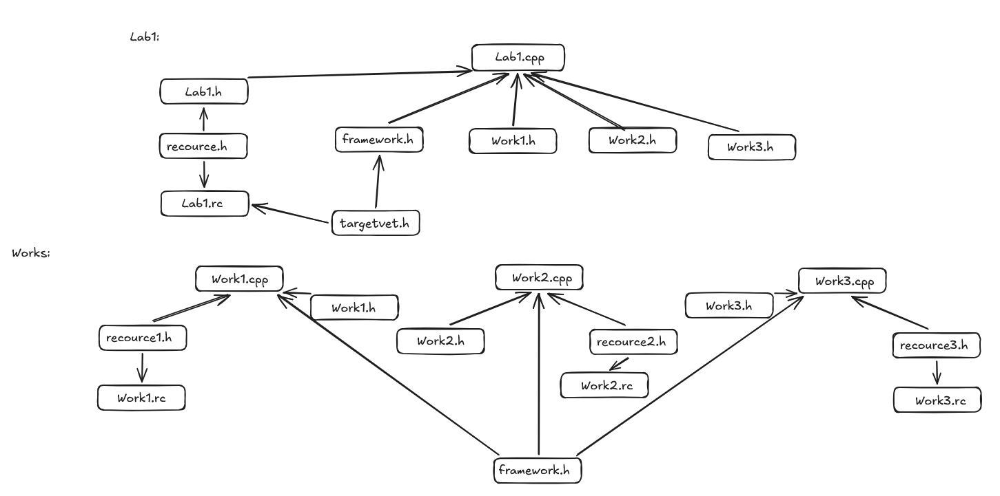 Lab1:
Lab1.cpp
Lab1.h
recource.h
framework.h
Work1.h
Work2.h
Work3.h
Lab1.rc
targetvet.h
Works:
Work1.cpp
Work2.cpp
Work3.cpp
Work1.h
Work3.h
recource1.h
Work2.h
recource2.h
recource3.h
Work1.rc
Work2.rc
Work3.rc
framework.h